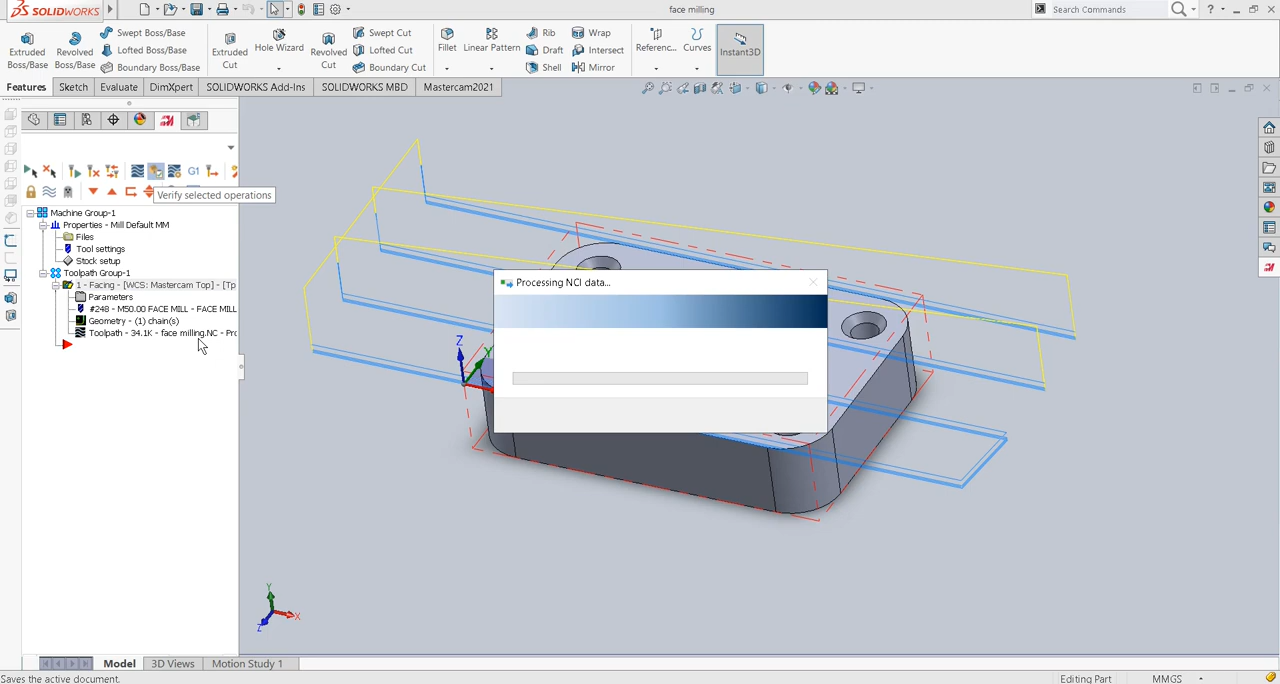 SOLIDWORKS
face milling
Search Commands
?
Extruded Boss/Base
Revolved Boss/Base
Swept Boss/Base
Lofted Boss/Base
Boundary Boss/Base
Extruded Cut
Hole Wizard
Revolved Cut
Swept Cut
Lofted Cut
Boundary Cut
Fillet
Linear Pattern
Rib
Draft
Shell
Wrap
Intersect
Mirror
Referenc...
Curves
Instant3D
Features
Sketch
Evaluate
DimXpert
SOLIDWORKS Add-Ins
SOLIDWORKS MBD
Mastercam2021
G1
Verify selected operations
Machine Group-1
Properties - Mill Default MM
Files
Tool settings
Stock setup
Toolpath Group-1
1 - Facing - [WCS: Mastercam Top] - [Tp
Parameters
#248 - M50.00 FACE MILL - FACE MILL
Geometry - (1) chain(s)
Toolpath - 34.1K - face milling.NC - Pro
Processing NCI data...
Z
Y
Y
X
Z
Model
3D Views
Motion Study 1
Saves the active document.
Editing Part
MMGS